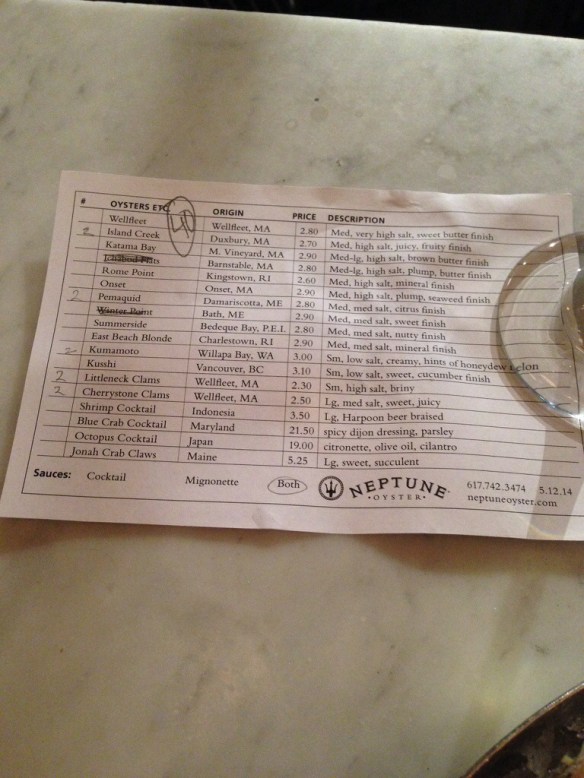 # OYSTERS ETC ORIGIN PRICE DESCRIPTION
Wellfleet Wellfleet, MA 2.80 Med, very high salt, sweet butter finish
2 Island Creek Duxbury, MA 2.70 Med, high salt, juicy, fruity finish
Katama Bay M. Vineyard, MA 2.90 Med-lg, high salt, brown butter finish
Barnstable, MA 2.80 Med-lg, high salt, plump, butter finish
Rome Point Kingstown, RI 2.60 Med, high salt, mineral finish
Onset Onset, MA 2.90 Med, high salt, plump, seaweed finish
2 Pemaquid Damariscotta, ME 2.80 Med, med salt, citrus finish
Winter Point Bath, ME 2.90 Med, med salt, sweet finish
Summerside Bedeque Bay, P.E.I. 2.80 Med, med salt, nutty finish
East Beach Blonde Charlestown, RI 2.90 Med, med salt, mineral finish
2 Kumamoto Willapa Bay, WA 3.00 Sm, low salt, creamy, hints of honeydew melon
Kusshi Vancouver, BC 3.10 Sm, low salt, sweet, cucumber finish
2 Littleneck Clams Wellfleet, MA 2.30 Sm, high salt, briny
2 Cherrystone Clams Wellfleet, MA 2.50 Lg, med salt, sweet, juicy
Shrimp Cocktail Indonesia 3.50 Lg, Harpoon beer braised
Blue Crab Cocktail Maryland 21.50 spicy dijon dressing, parsley
Octopus Cocktail Japan 19.00 citronette, olive oil, cilantro
Jonah Crab Claws Maine 5.25 Lg, sweet, succulent
Sauces: Cocktail Mignonette Both NEPTUNE 617.742.3474 5.12.14
OYSTER neptuneoyster.com